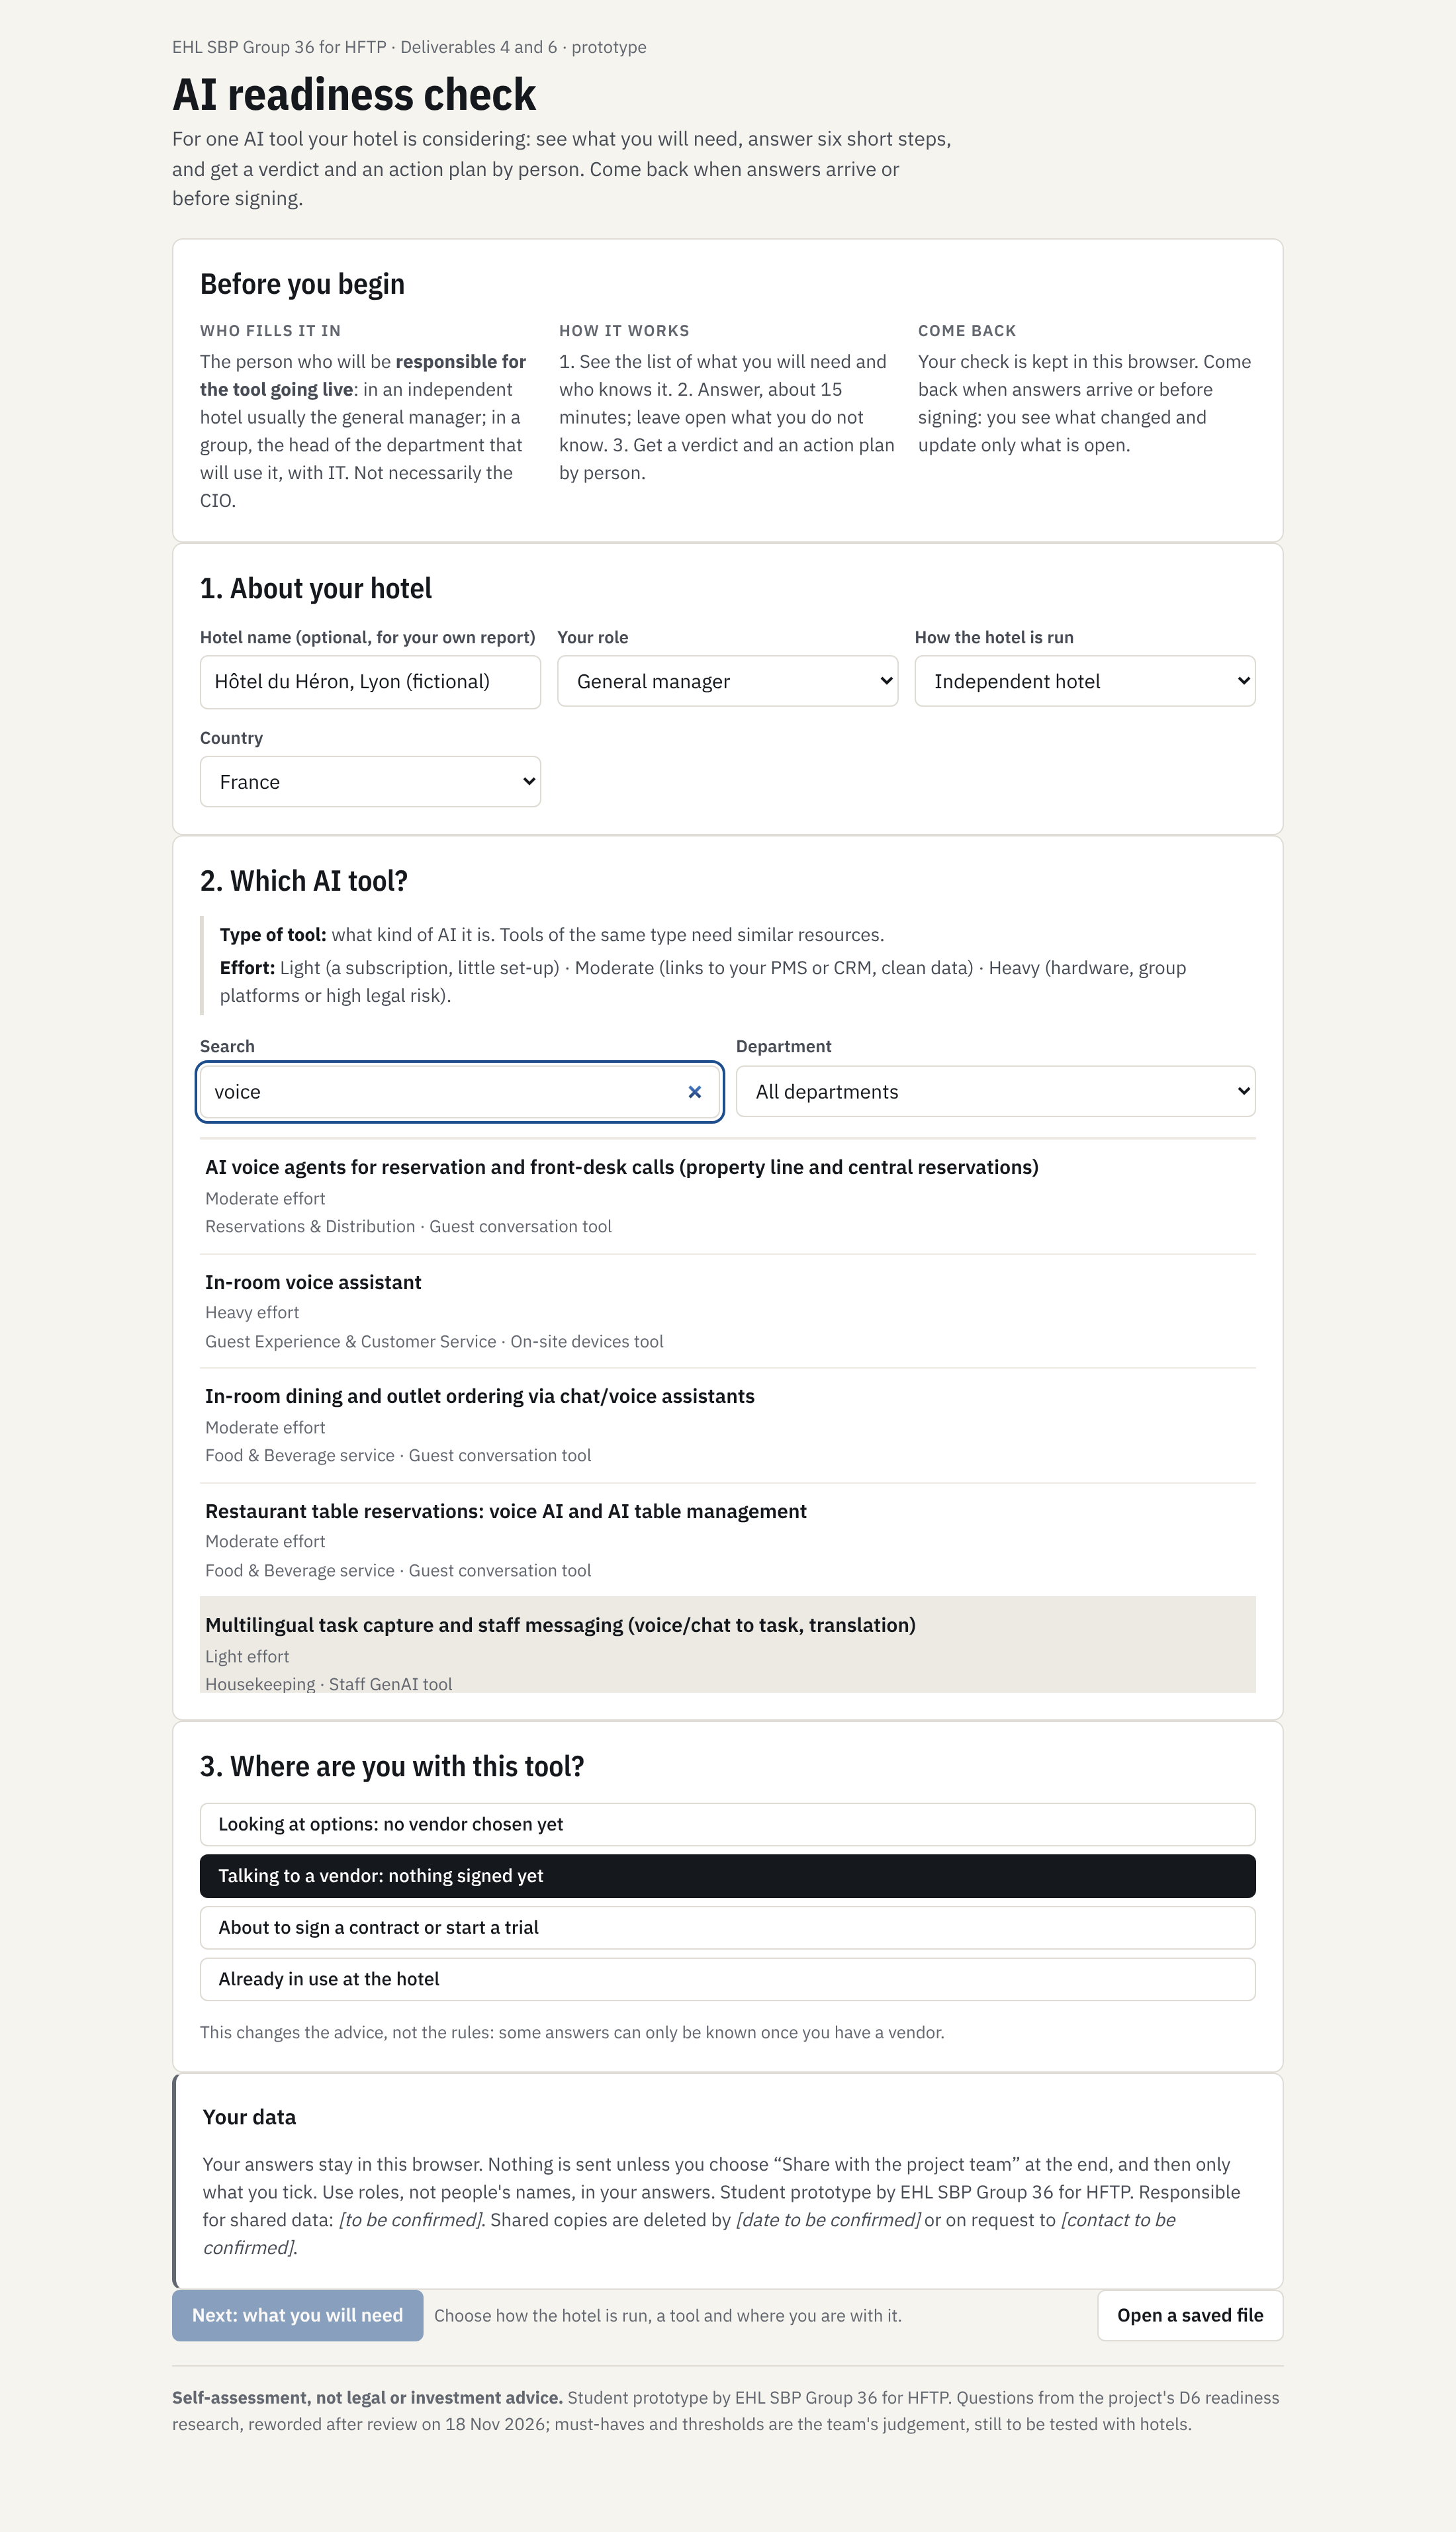 EHL SBP Group 36 for HFTP · Deliverables 4 and 6 · prototype
AI readiness check
For one AI tool your hotel is considering: see what you will need, answer six short steps,
and get a verdict and an action plan by person. Come back when answers arrive or
before signing.
Before you begin
WHO FILLS IT IN
The person who will be responsible for
the tool going live: in an independent
hotel usually the general manager; in a
group, the head of the department that
will use it, with IT. Not necessarily the
CIO.
HOW IT WORKS
1. See the list of what you will need and
who knows it. 2. Answer, about 15
minutes; leave open what you do not
know. 3. Get a verdict and an action plan
by person.
COME BACK
Your check is kept in this browser. Come
back when answers arrive or before
signing: you see what changed and
update only what is open.
1. About your hotel
Hotel name (optional, for your own report)
Hôtel du Héron, Lyon (fictional)
Your role
General manager
How the hotel is run
Independent hotel
Country
France
2. Which AI tool?
Type of tool: what kind of AI it is. Tools of the same type need similar resources.
Effort: Light (a subscription, little set-up) · Moderate (links to your PMS or CRM, clean data) · Heavy (hardware, group
platforms or high legal risk).
Search
voice
Department
All departments
AI voice agents for reservation and front-desk calls (property line and central reservations)
Moderate effort
Reservations & Distribution · Guest conversation tool
In-room voice assistant
Heavy effort
Guest Experience & Customer Service · On-site devices tool
In-room dining and outlet ordering via chat/voice assistants
Moderate effort
Food & Beverage service · Guest conversation tool
Restaurant table reservations: voice AI and AI table management
Moderate effort
Food & Beverage service · Guest conversation tool
Multilingual task capture and staff messaging (voice/chat to task, translation)
Light effort
Housekeeping · Staff GenAI tool
3. Where are you with this tool?
Looking at options: no vendor chosen yet
Talking to a vendor: nothing signed yet
About to sign a contract or start a trial
Already in use at the hotel
This changes the advice, not the rules: some answers can only be known once you have a vendor.
Your data
Your answers stay in this browser. Nothing is sent unless you choose “Share with the project team” at the end, and then only
what you tick. Use roles, not people's names, in your answers. Student prototype by EHL SBP Group 36 for HFTP. Responsible
for shared data: [to be confirmed]. Shared copies are deleted by [date to be confirmed] or on request to [contact to be
confirmed].
Next: what you will need
Choose how the hotel is run, a tool and where you are with it.
Open a saved file
Self-assessment, not legal or investment advice. Student prototype by EHL SBP Group 36 for HFTP. Questions from the project's D6 readiness
research, reworded after review on 18 Nov 2026; must-haves and thresholds are the team's judgement, still to be tested with hotels.